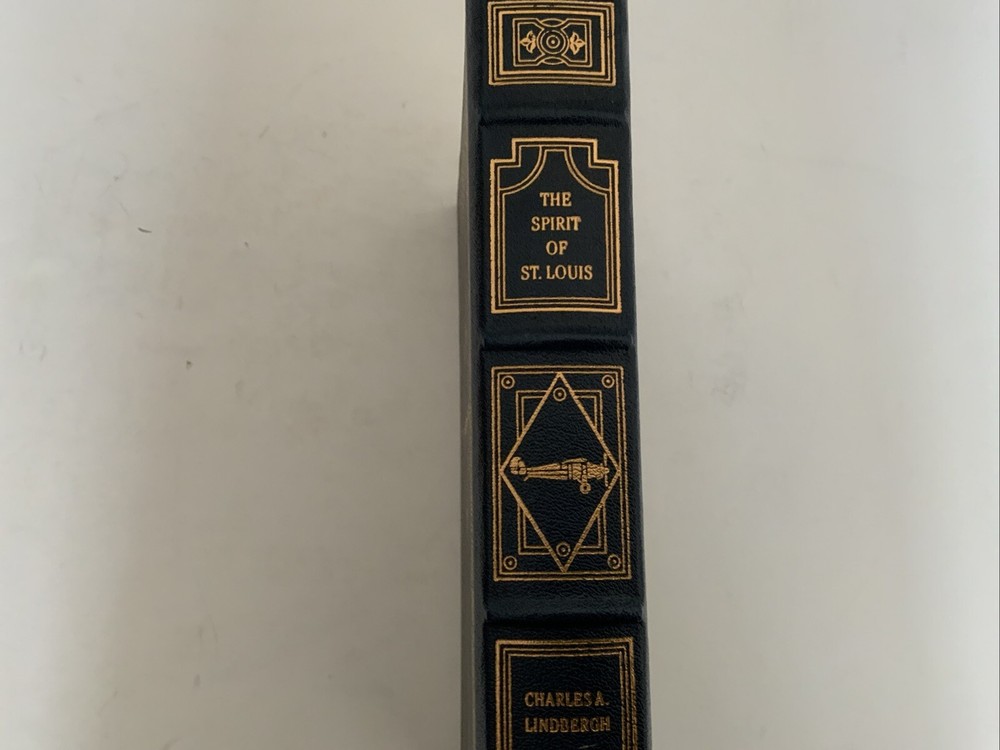 THE
SPIRIT
OF
ST. LOUIS
CHARLES A.
LINDBERGH